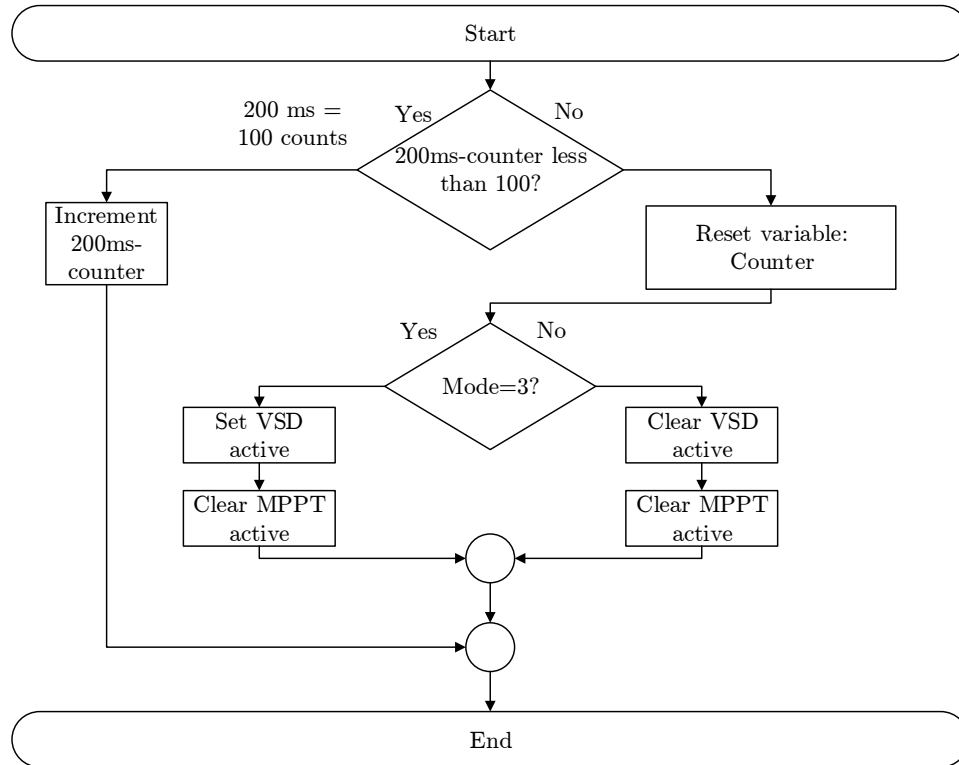 Start
200 ms =
100 counts
Yes
No
200ms-counter less
than 100?
Increment
200ms-
counter
Reset variable:
Counter
Yes
No
Mode=3?
Set VSD
active
Clear VSD
active
Clear MPPT
active
Clear MPPT
active
End